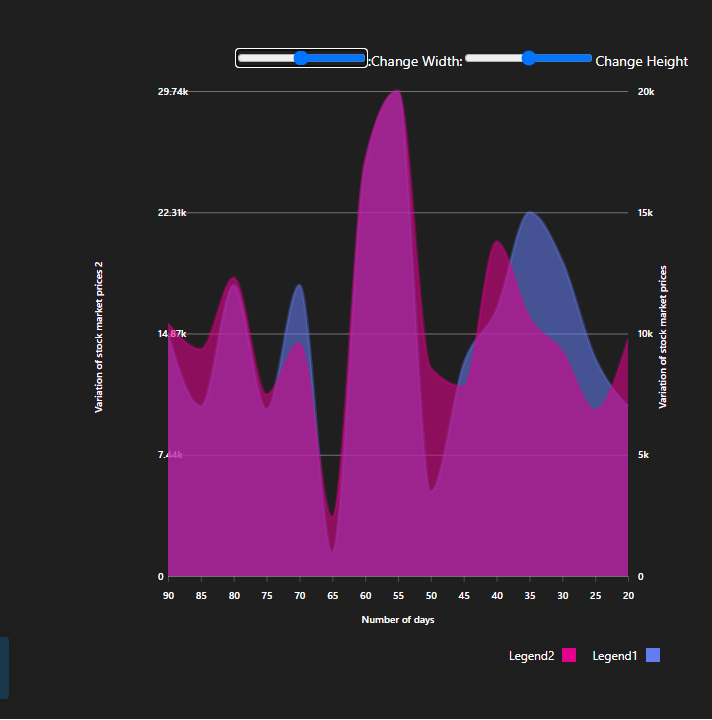 :Change Width: Change Height
29.74k 20k
22.31k 15k
14.87k 10k
7.44k 5k
0 0
Variation of stock market prices 2
Variation of stock market prices
90 85 80 75 70 65 60 55 50 45 40 35 30 25 20
Number of days
Legend2 Legend1